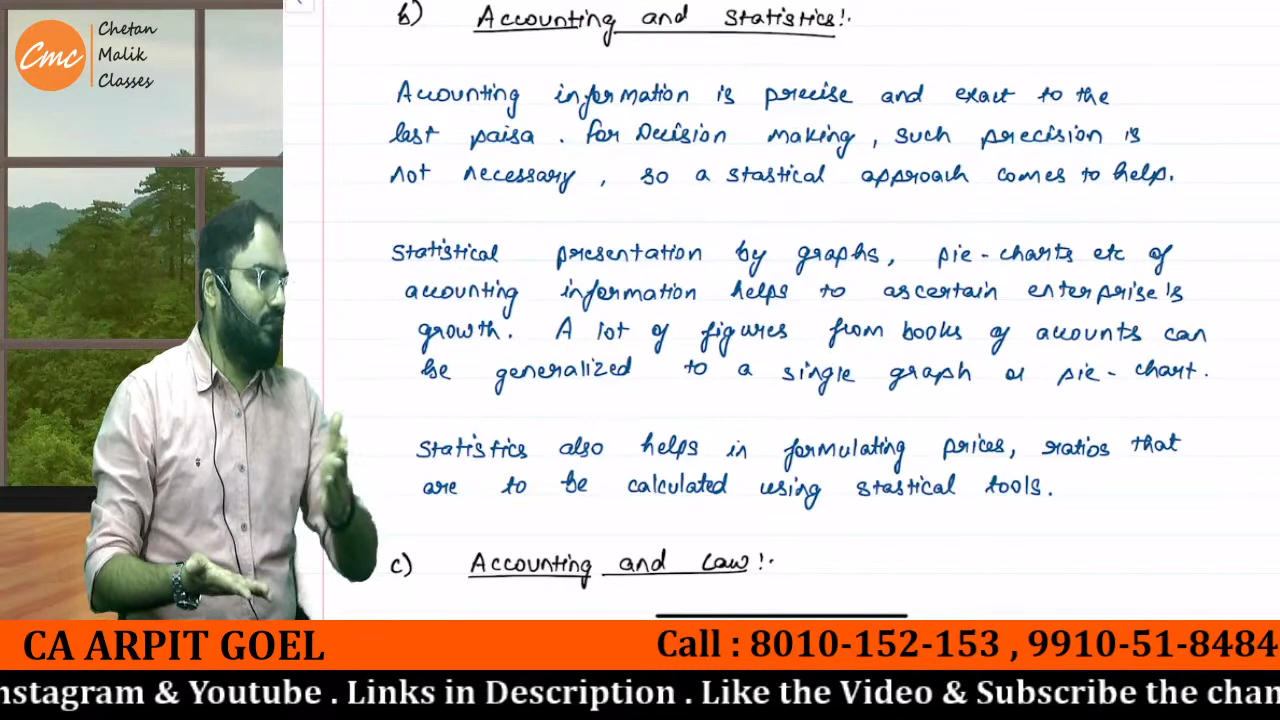 cmc
Chetan
Malik
Classes
b) Accounting and Statistics:-
Accounting information is precise and exact to the
last paisa. For Decision making, such precision is
not necessary, so a stastical approach comes to help.
Statistical presentation by graphs, pie-charts etc of
accounting information helps to ascertain enterprise's
growth. A lot of figures from books of accounts can
be generalized to a single graph or pie-chart.
Statistics also helps in formulating prices, ratios that
are to be calculated using stastical tools.
c) Accounting and Law:-
CA ARPIT GOEL
Call : 8010-152-153 , 9910-51-8484
nstagram & Youtube . Links in Description . Like the Video & Subscribe the chan